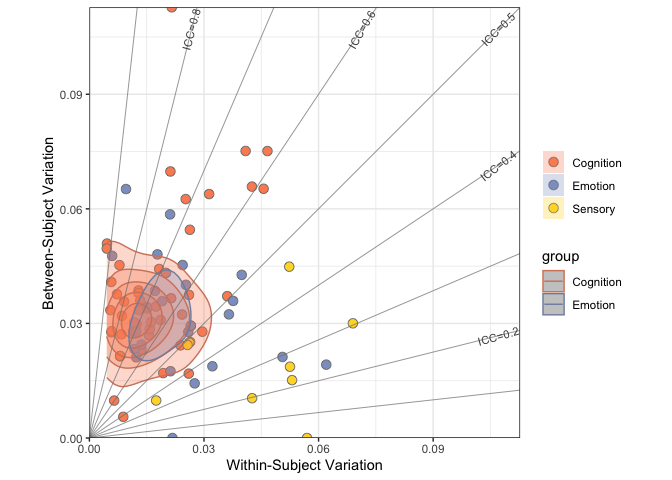 ICC=0.8
ICC=0.6
ICC=0.5
ICC=0.4
ICC=0.2
0.09
0.06
0.03
0.00
Between-Subject Variation
0.00
0.03
0.06
0.09
Within-Subject Variation
Cognition
Emotion
Sensory
group
Cognition
Emotion